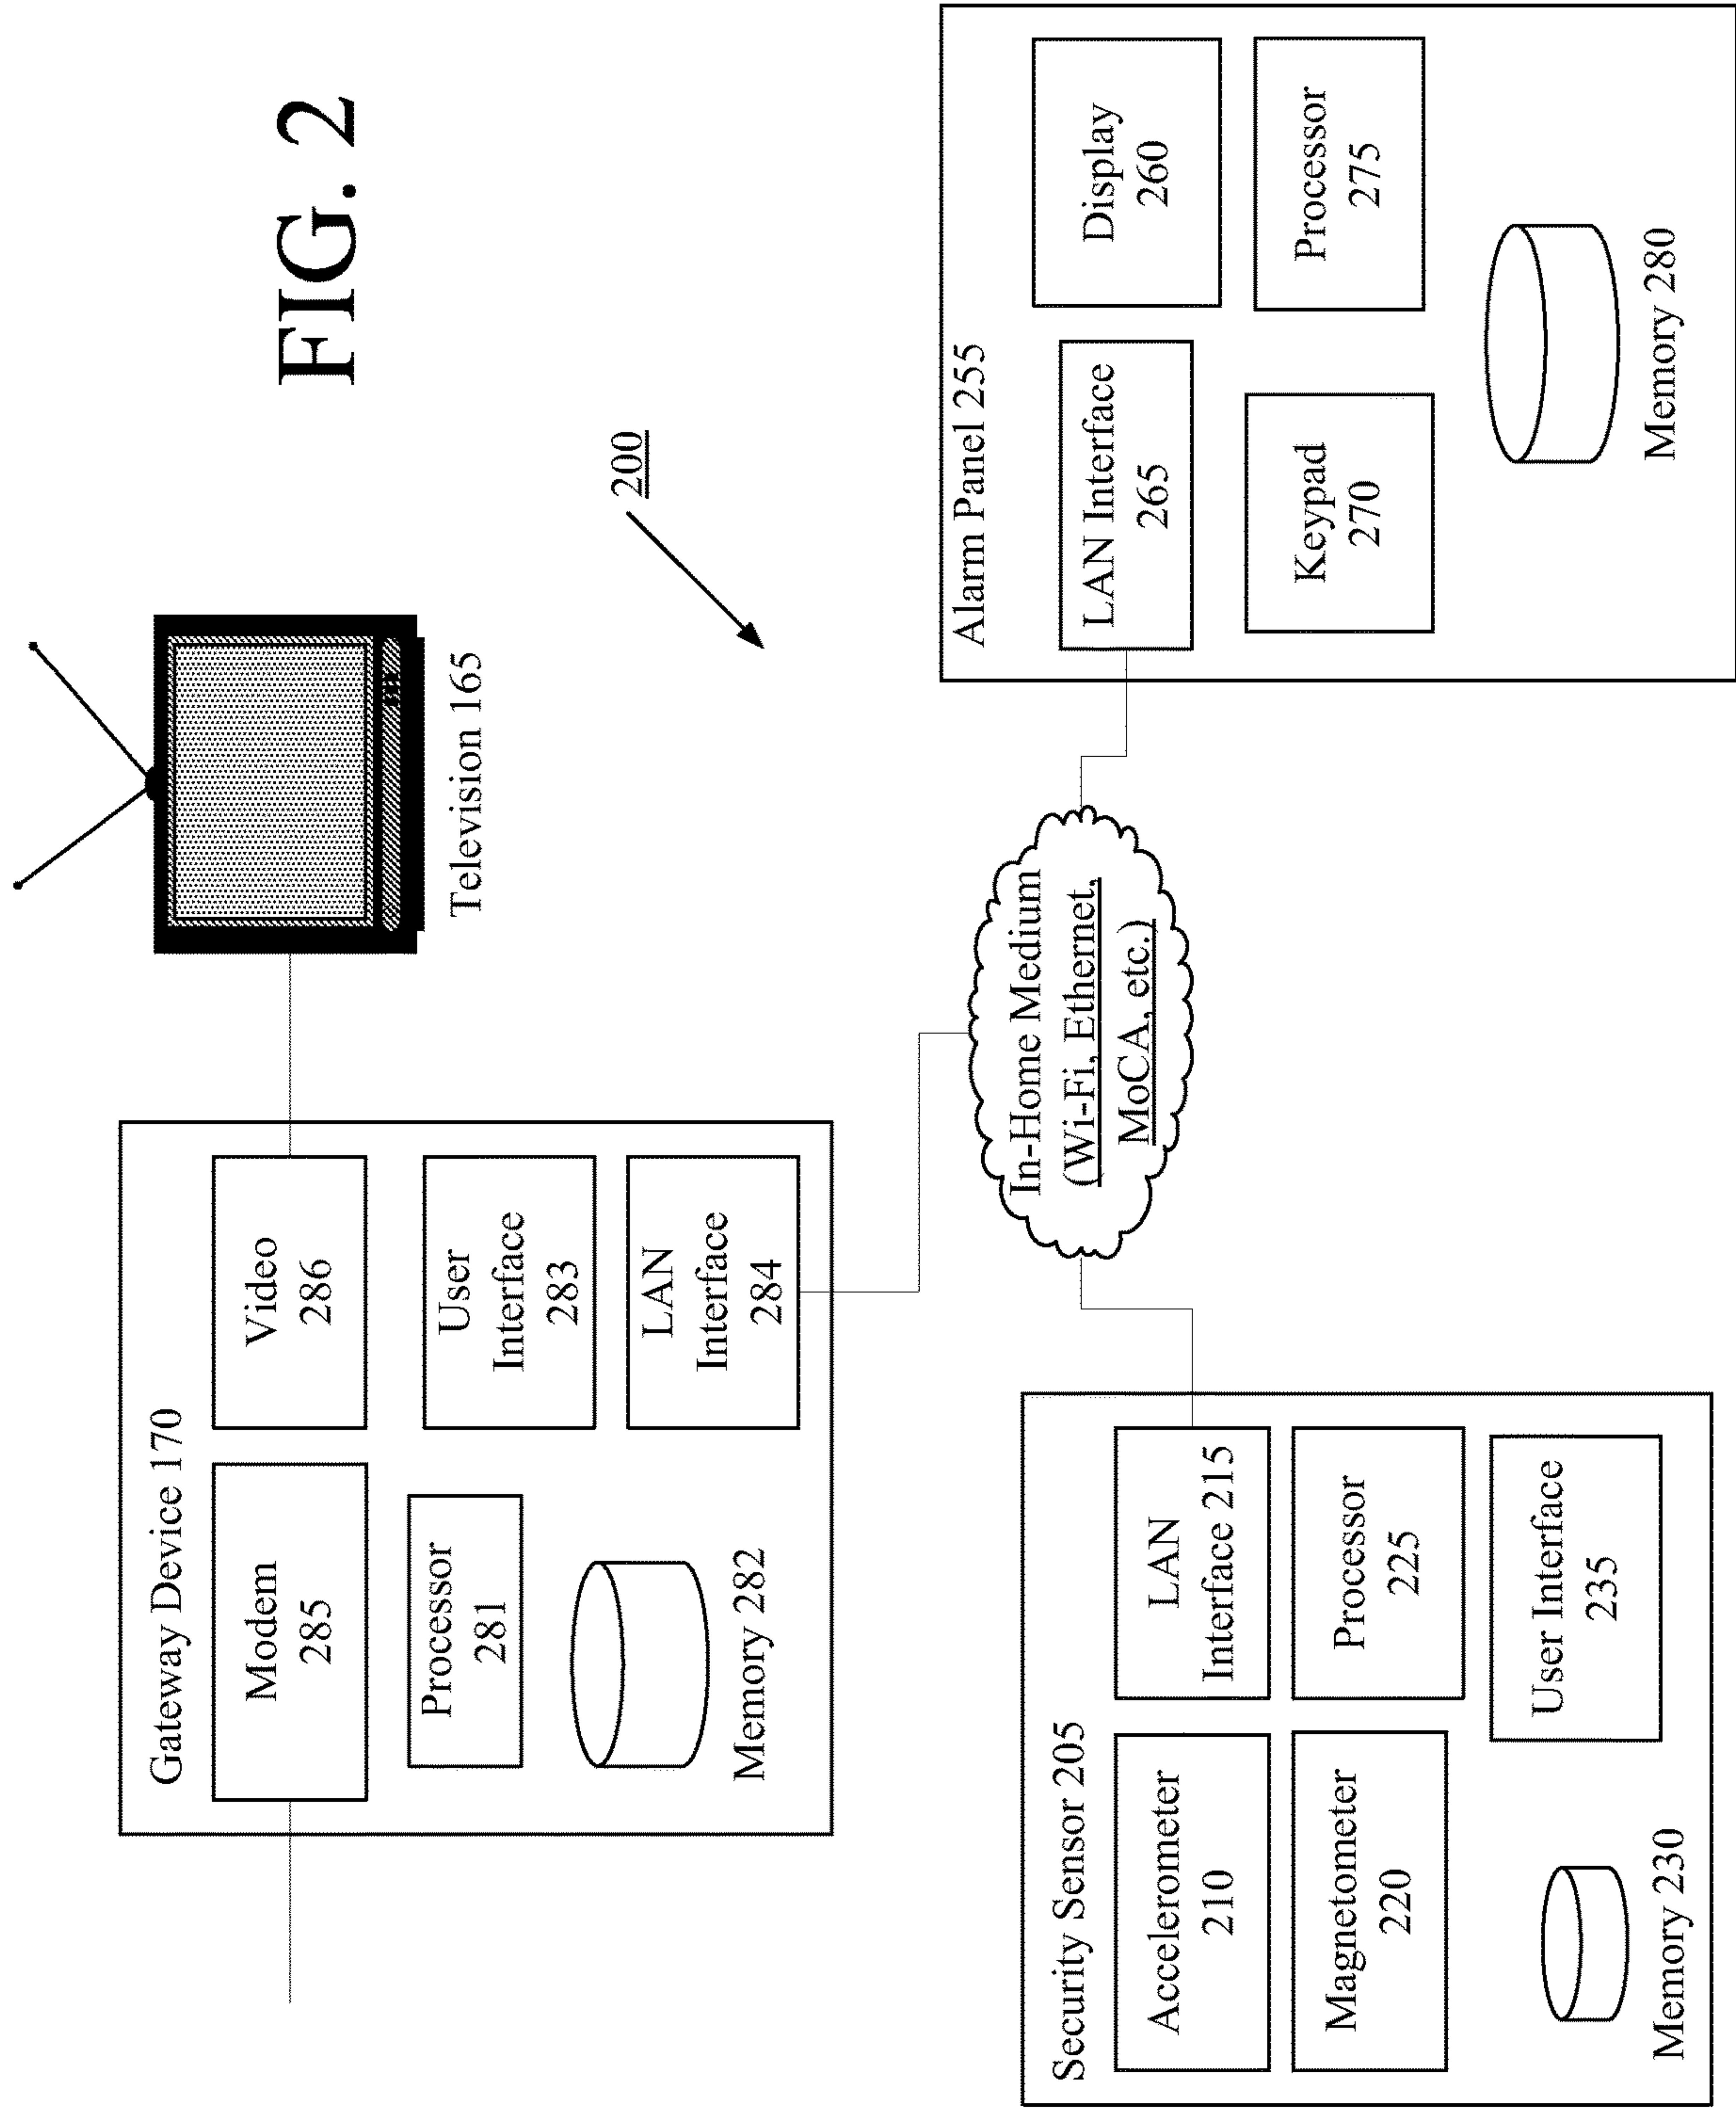 FIG. 2
200
Television 165
Gateway Device 170
Modem
285
Video
286
Processor
281
User
Interface
283
Memory 282
LAN
Interface
284
In-Home Medium
(Wi-Fi, Ethernet,
MoCA, etc.)
Security Sensor 205
Accelerometer
210
LAN
Interface 215
Magnetometer
220
Processor
225
User Interface
235
Memory 230
Alarm Panel 255
LAN Interface
265
Display
260
Keypad
270
Processor
275
Memory 280